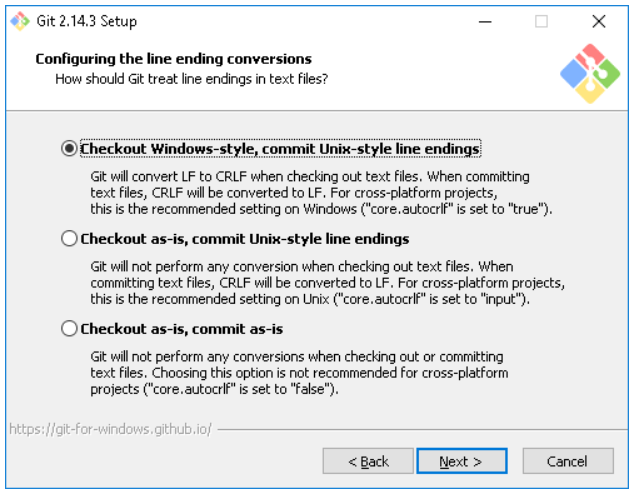 Git 2.14.3 Setup
Configuring the line ending conversions
How should Git treat line endings in text files?
Checkout Windows-style, commit Unix-style line endings
Git will convert LF to CRLF when checking out text files. When committing
text files, CRLF will be converted to LF. For cross-platform projects,
this is the recommended setting on Windows ("core.autocrlf" is set to "true").
Checkout as-is, commit Unix-style line endings
Git will not perform any conversion when checking out text files. When
committing text files, CRLF will be converted to LF. For cross-platform projects,
this is the recommended setting on Unix ("core.autocrlf" is set to "input").
Checkout as-is, commit as-is
Git will not perform any conversions when checking out or committing
text files. Choosing this option is not recommended for cross-platform
projects ("core.autocrlf" is set to "false").
https://git-for-windows.github.io/
< Back Next > Cancel